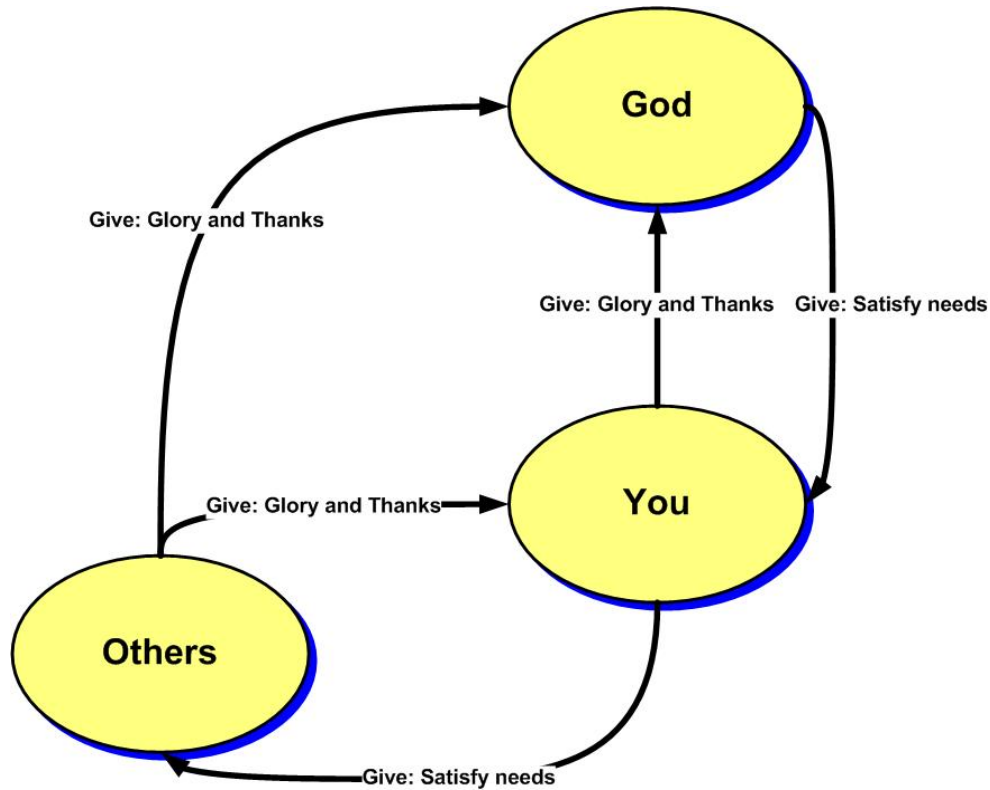 God
Give: Glory and Thanks
Give: Glory and Thanks
Give: Satisfy needs
Give: Glory and Thanks
You
Others
Give: Satisfy needs